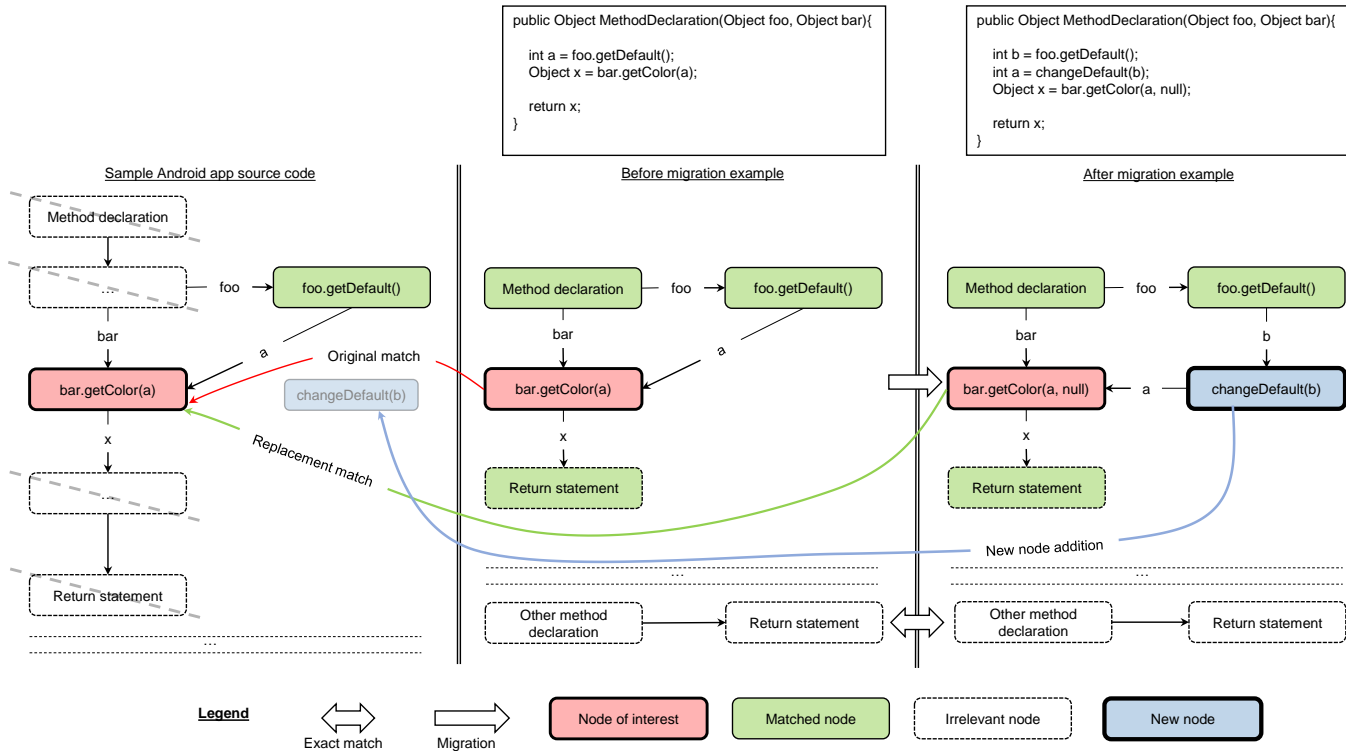 public Object MethodDeclaration(Object foo, Object bar){
int a = foo.getDefault();
Object x = bar.getColor(a);
return x;
}
public Object MethodDeclaration(Object foo, Object bar){
int b = foo.getDefault();
int a = changeDefault(b);
Object x = bar.getColor(a, null);
return x;
}
Sample Android app source code
Method declaration
...
foo
foo.getDefault()
bar
a
bar.getColor(a)
changeDefault(b)
x
...
Return statement
...
Original match
Replacement match
New node addition
Before migration example
Method declaration
foo
foo.getDefault()
bar
a
bar.getColor(a)
x
Return statement
...
Other method
declaration
Return statement
After migration example
Method declaration
foo
foo.getDefault()
bar
b
bar.getColor(a, null)
a
changeDefault(b)
x
Return statement
...
Other method
declaration
Return statement
Legend
Exact match
Migration
Node of interest
Matched node
Irrelevant node
New node